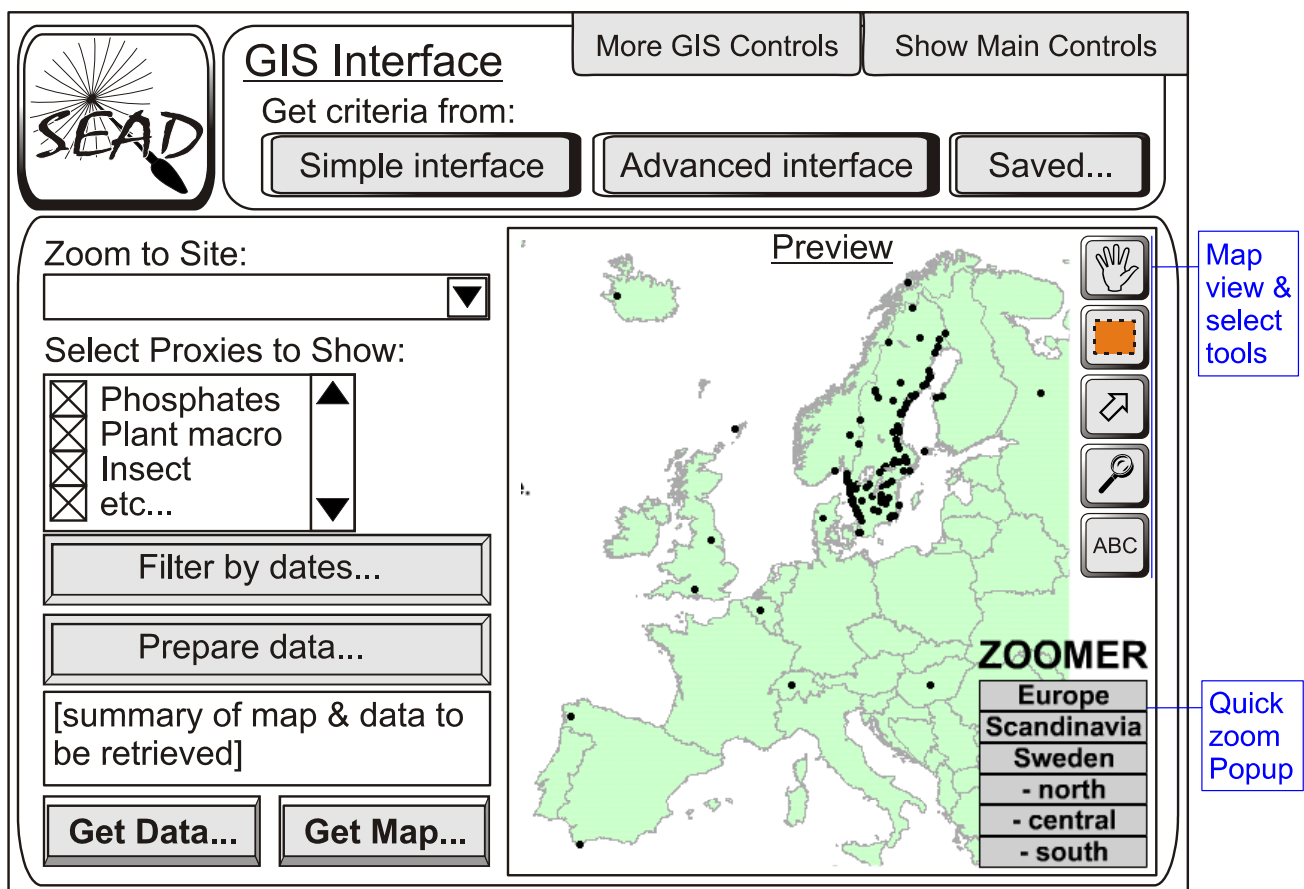 SEAD
GIS Interface
More GIS Controls
Show Main Controls
Get criteria from:
Simple interface
Advanced interface
Saved...
Zoom to Site:
Select Proxies to Show:
Phosphates
Plant macro
Insect
etc...
Filter by dates...
Prepare data...
[summary of map & data to
be retrieved]
Get Data...
Get Map...
Preview
ABC
ZOOMER
Europe
Scandinavia
Sweden
- north
- central
- south
Map
view &
select
tools
Quick
zoom
Popup